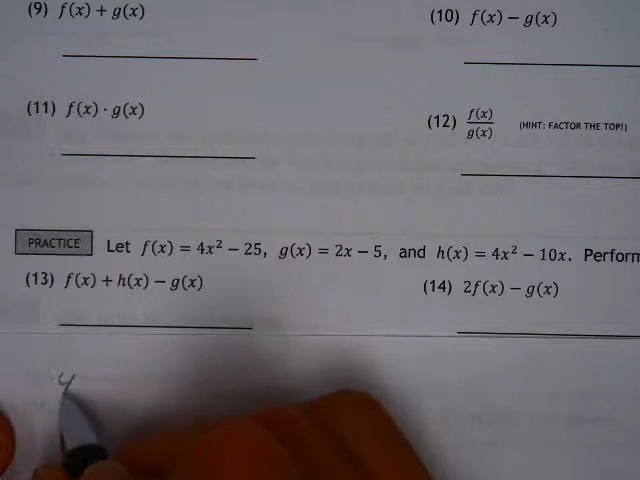 (9) f(x) + g(x)
(10) f(x) − g(x)
(11) f(x) · g(x)
(12) f(x)/g(x) (HINT: FACTOR THE TOP!)
PRACTICE Let f(x) = 4x² − 25, g(x) = 2x − 5, and h(x) = 4x² − 10x. Perform
(13) f(x) + h(x) − g(x)
(14) 2f(x) − g(x)
4